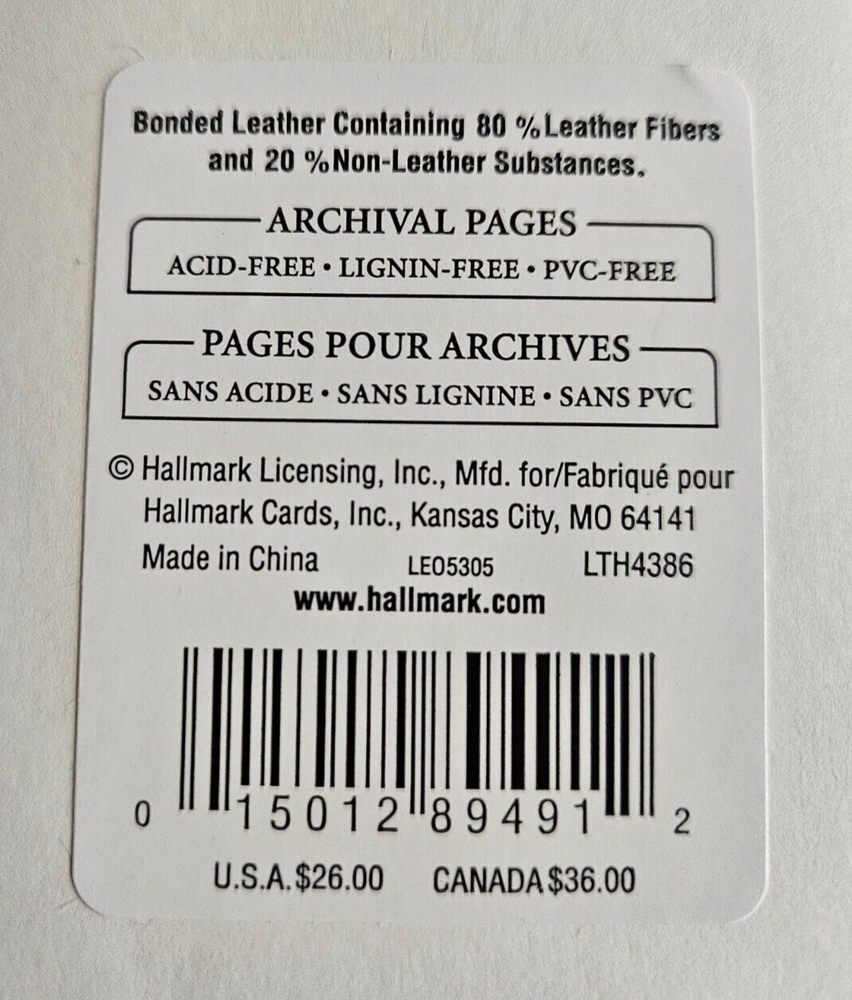 Bonded Leather Containing 80 %Leather Fibers
and 20 %Non-Leather Substances.
ARCHIVAL PAGES
ACID-FREE • LIGNIN-FREE • PVC-FREE
PAGES POUR ARCHIVES
SANS ACIDE • SANS LIGNINE • SANS PVC
© Hallmark Licensing, Inc., Mfd. for/Fabriqué pour
Hallmark Cards, Inc., Kansas City, MO 64141
Made in China LEO5305 LTH4386
www.hallmark.com
0 15012 89491 2
U.S.A.$26.00 CANADA$36.00